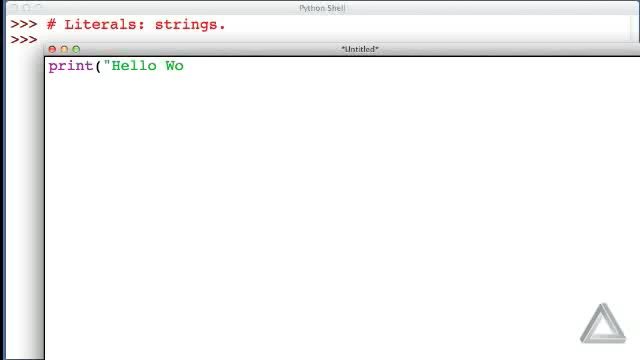 Python Shell
>>> # Literals: strings.
>>>
*Untitled*
print("Hello Wo